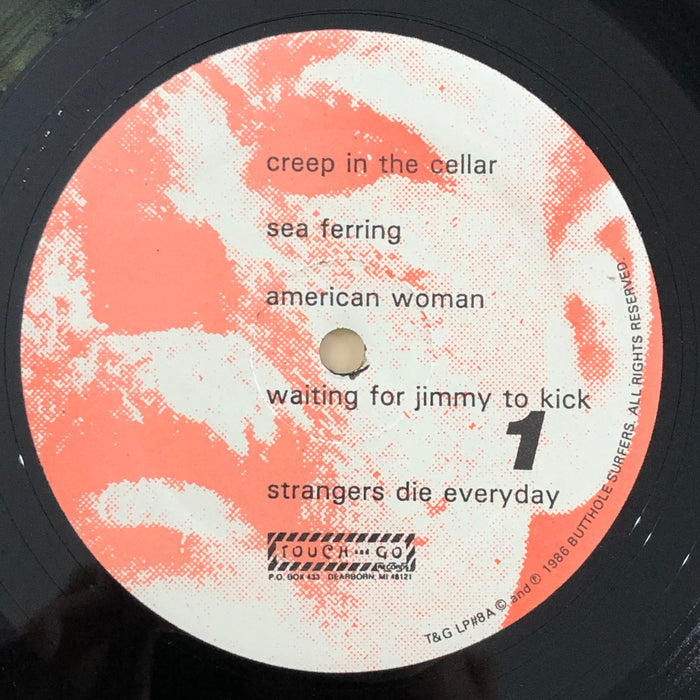 creep in the cellar
sea ferring
american woman
waiting for jimmy to kick
1
strangers die everyday
TOUCH AND GO
RECORDS
P.O. BOX 433 DEARBORN, MI 48121
T&G LP#8A © and ℗ 1986 BUTTHOLE SURFERS. ALL RIGHTS RESERVED.